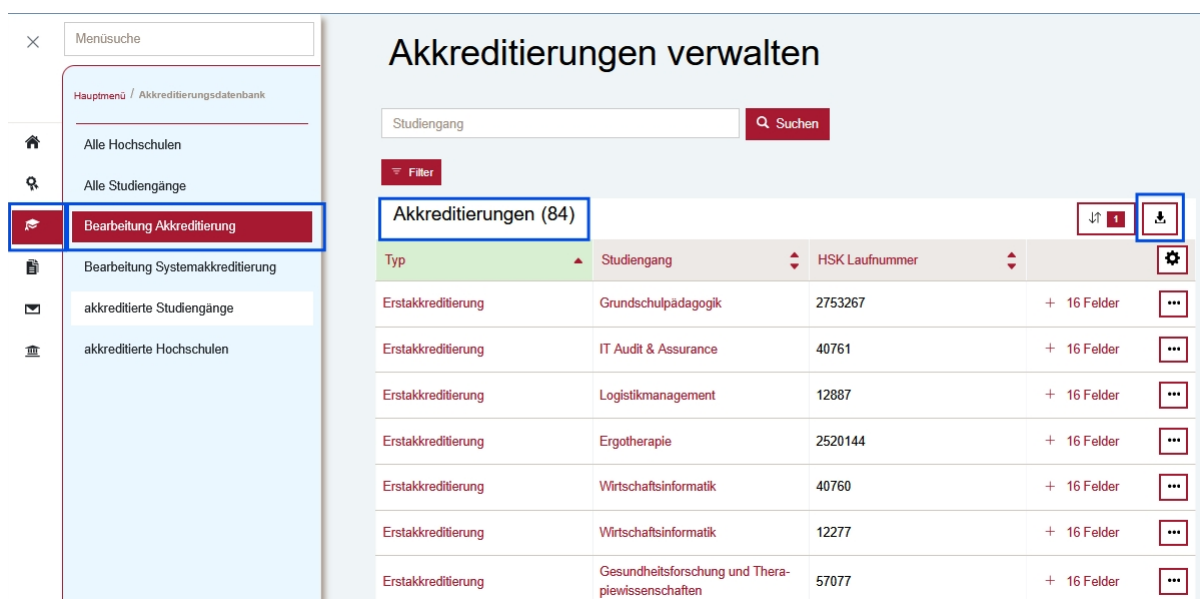 Menüsuche
Hauptmenü / Akkreditierungsdatenbank
Alle Hochschulen
Alle Studiengänge
Bearbeitung Akkreditierung
Bearbeitung Systemakkreditierung
akkreditierte Studiengänge
akkreditierte Hochschulen
Akkreditierungen verwalten
Studiengang
Suchen
Filter
Akkreditierungen (84)
1
Typ Studiengang HSK Laufnummer
Erstakkreditierung Grundschulpädagogik 2753267 + 16 Felder
Erstakkreditierung IT Audit & Assurance 40761 + 16 Felder
Erstakkreditierung Logistikmanagement 12887 + 16 Felder
Erstakkreditierung Ergotherapie 2520144 + 16 Felder
Erstakkreditierung Wirtschaftsinformatik 40760 + 16 Felder
Erstakkreditierung Wirtschaftsinformatik 12277 + 16 Felder
Erstakkreditierung Gesundheitsforschung und Thera-
piewissenschaften 57077 + 16 Felder